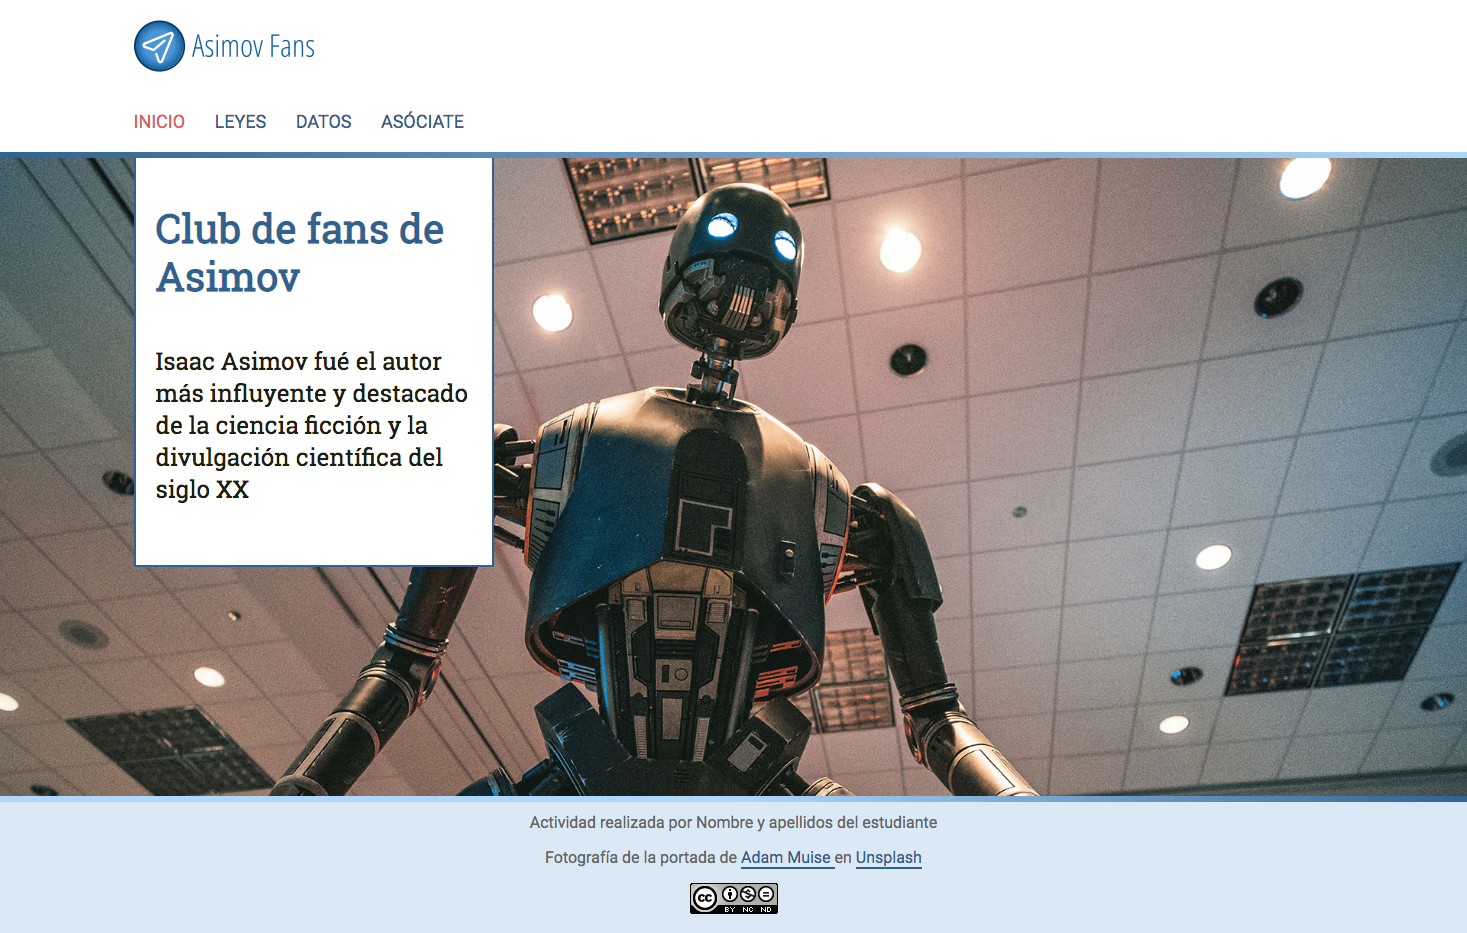 Asimov Fans
INICIO LEYES DATOS ASÓCIATE
Club de fans de
Asimov
Isaac Asimov fué el autor
más influyente y destacado
de la ciencia ficción y la
divulgación científica del
siglo XX
Actividad realizada por Nombre y apellidos del estudiante
Fotografía de la portada de Adam Muise en Unsplash
cc
BY NC ND